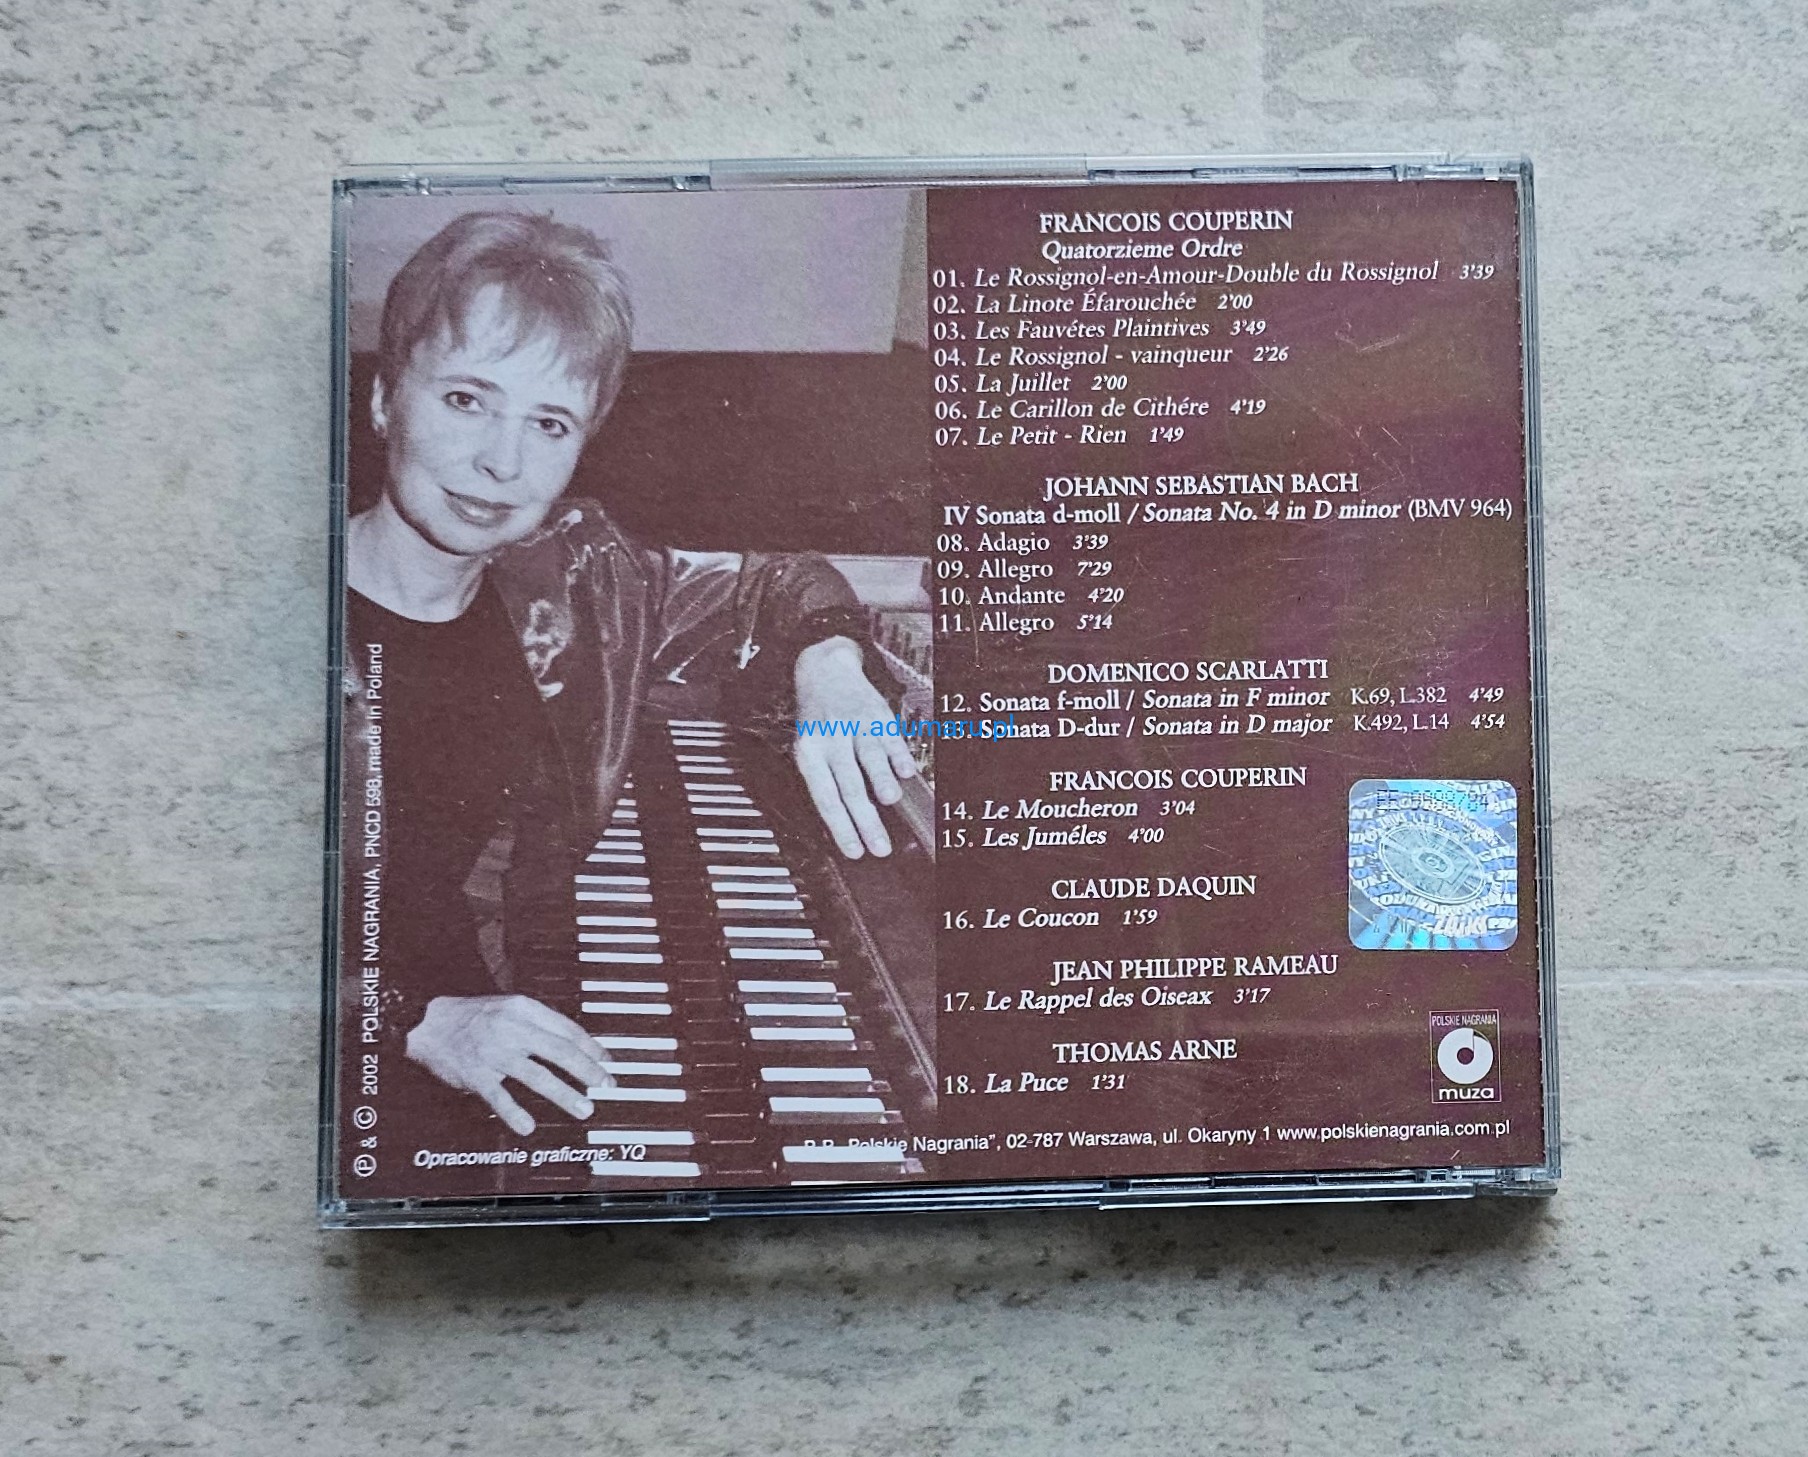 FRANCOIS COUPERIN
Quatorzieme Ordre
01. Le Rossignol-en-Amour-Double du Rossignol 3'39
02. La Linote Éfarouchée 2'00
03. Les Fauvétes Plaintives 3'49
04. Le Rossignol - vainqueur 2'26
05. La Juillet 2'00
06. Le Carillon de Cithére 4'19
07. Le Petit - Rien 1'49
JOHANN SEBASTIAN BACH
IV Sonata d-moll / Sonata No. 4 in D minor (BMV 964)
08. Adagio 3'39
09. Allegro 7'29
10. Andante 4'20
11. Allegro 5'14
DOMENICO SCARLATTI
12. Sonata f-moll / Sonata in F minor K.69, L.382 4'49
13. Sonata D-dur / Sonata in D major K.492, L.14 4'54
www.adumaru.pl
FRANCOIS COUPERIN
14. Le Moucheron 3'04
15. Les Juméles 4'00
CLAUDE DAQUIN
16. Le Coucon 1'59
JEAN PHILIPPE RAMEAU
17. Le Rappel des Oiseax 3'17
THOMAS ARNE
18. La Puce 1'31
POLSKIE NAGRANIA
muza
P.P. „Polskie Nagrania”, 02-787 Warszawa, ul. Okaryny 1 www.polskienagrania.com.pl
Opracowanie graficzne: YQ
℗ & © 2002 POLSKIE NAGRANIA, PNCD 598, made in Poland